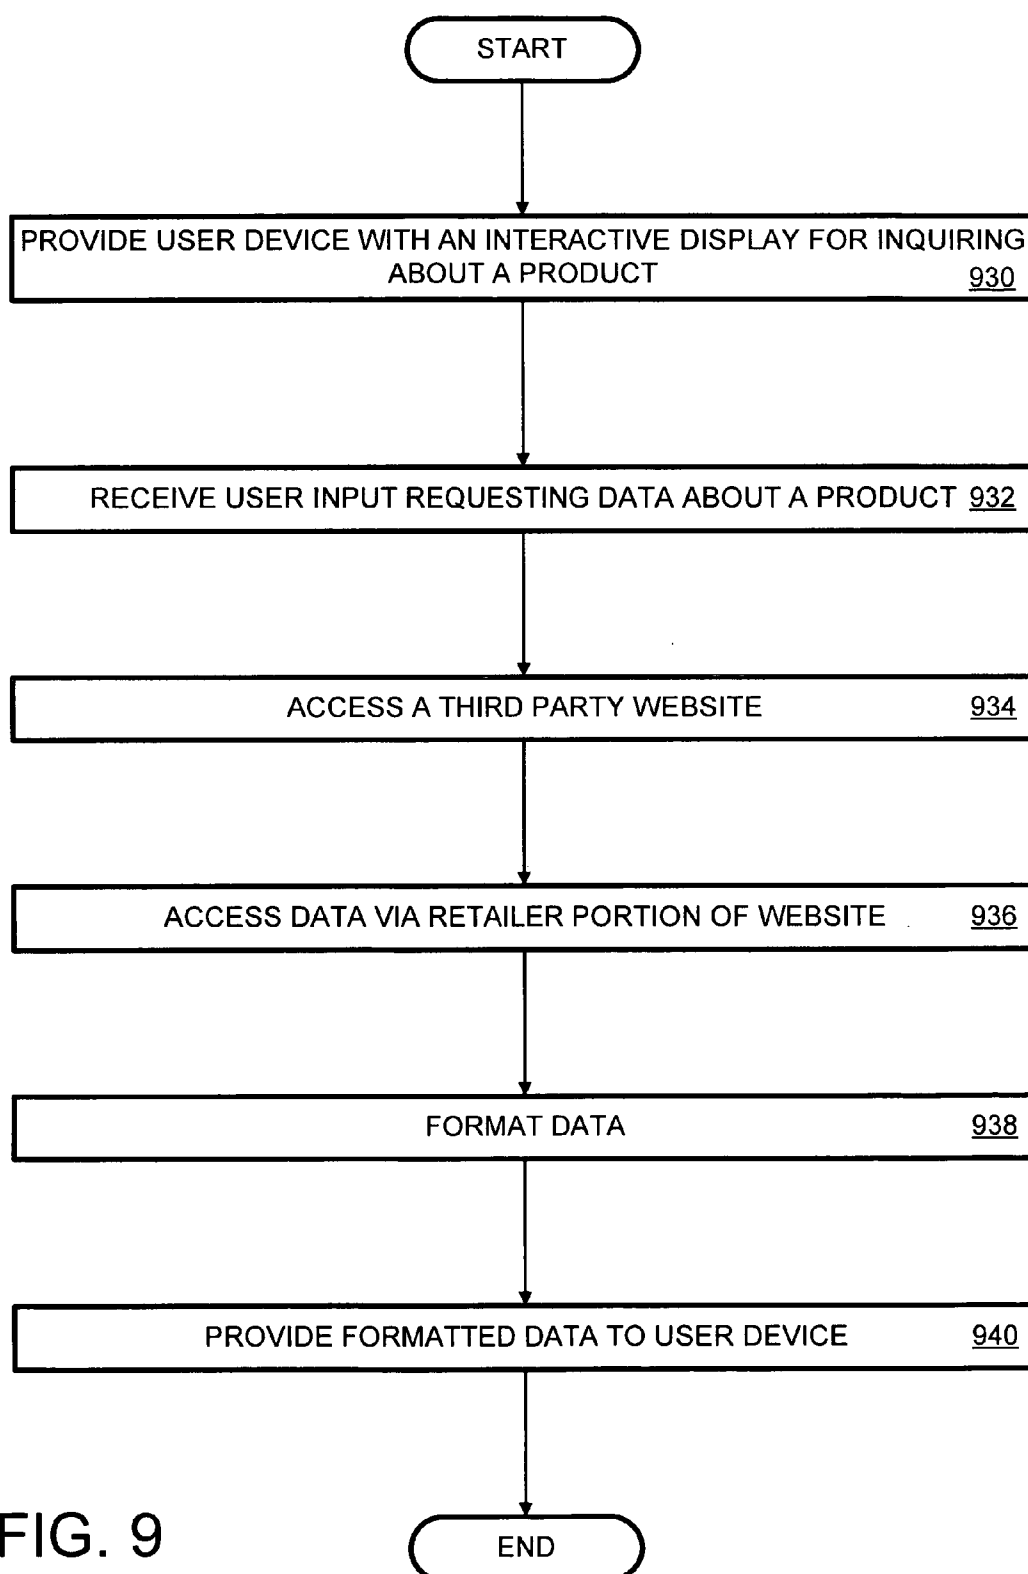 START
PROVIDE USER DEVICE WITH AN INTERACTIVE DISPLAY FOR INQUIRING
ABOUT A PRODUCT 930
RECEIVE USER INPUT REQUESTING DATA ABOUT A PRODUCT 932
ACCESS A THIRD PARTY WEBSITE 934
ACCESS DATA VIA RETAILER PORTION OF WEBSITE 936
FORMAT DATA 938
PROVIDE FORMATTED DATA TO USER DEVICE 940
END
FIG. 9